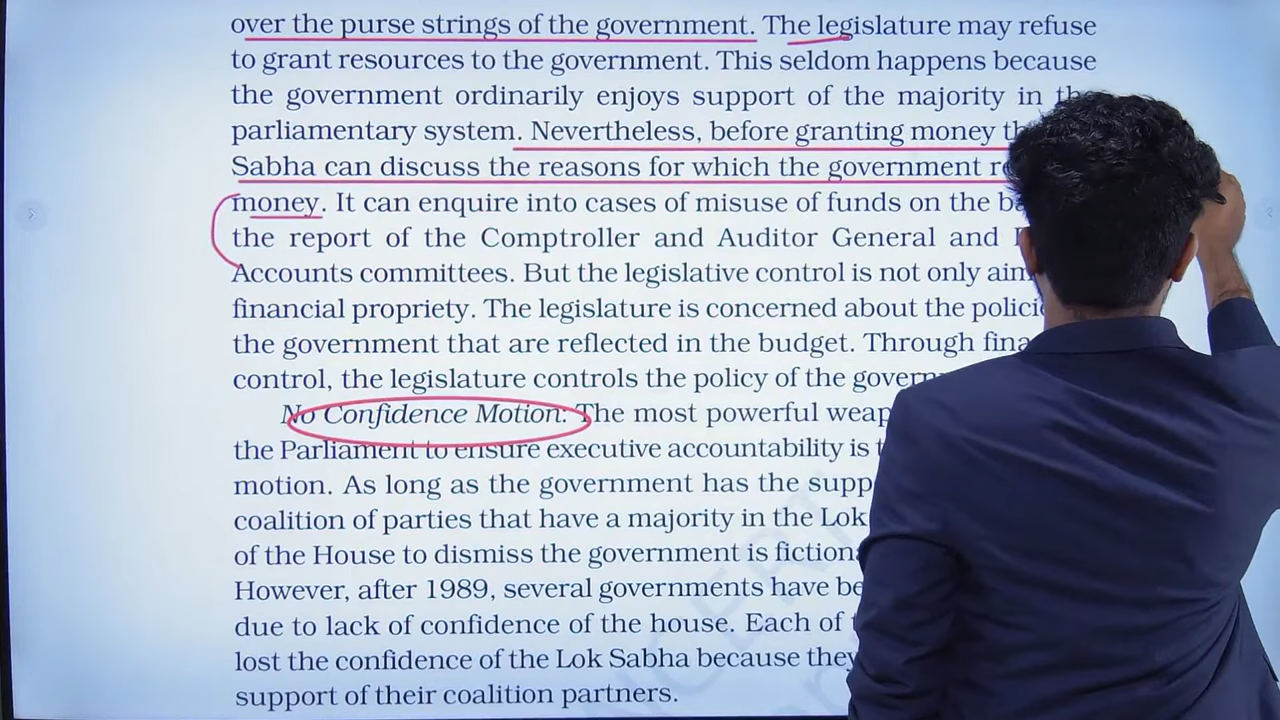 over the purse strings of the government. The legislature may refuse
to grant resources to the government. This seldom happens because
the government ordinarily enjoys support of the majority in
parliamentary system. Nevertheless, before granting money
Sabha can discuss the reasons for which the government
money. It can enquire into cases of misuse of funds on the
the report of the Comptroller and Auditor General and
Accounts committees. But the legislative control is not only
financial propriety. The legislature is concerned about the
the government that are reflected in the budget. Through
control, the legislature controls the policy of the
No Confidence Motion: The most powerful
the Parliament to ensure executive accountability is
motion. As long as the government has the
coalition of parties that have a majority in the Lok
of the House to dismiss the government is
However, after 1989, several governments have
due to lack of confidence of the house. Each of
lost the confidence of the Lok Sabha because they
support of their coalition partners.